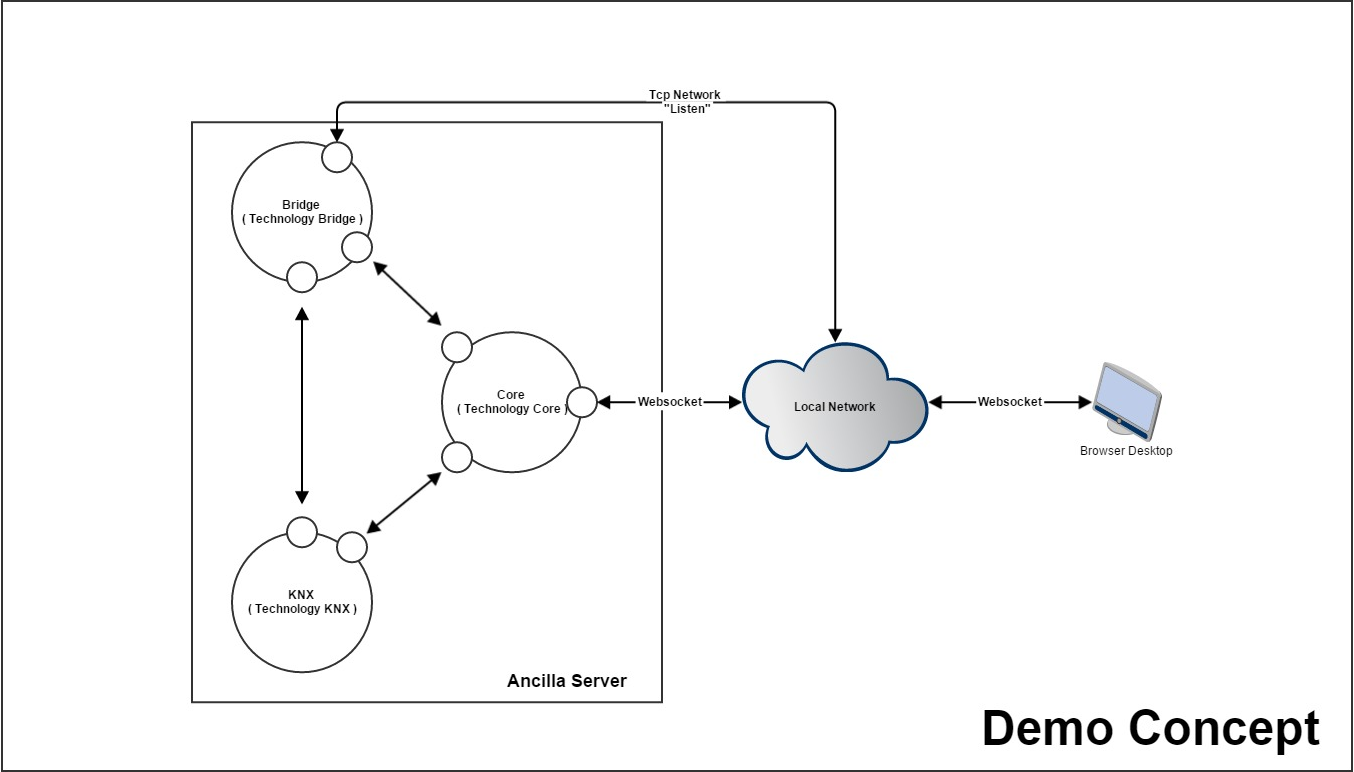 Tcp Network
"Listen"
Bridge
( Technology Bridge )
Core
( Technology Core )
Websocket
Local Network
Websocket
Browser Desktop
KNX
( Technology KNX )
Ancilla Server
Demo Concept